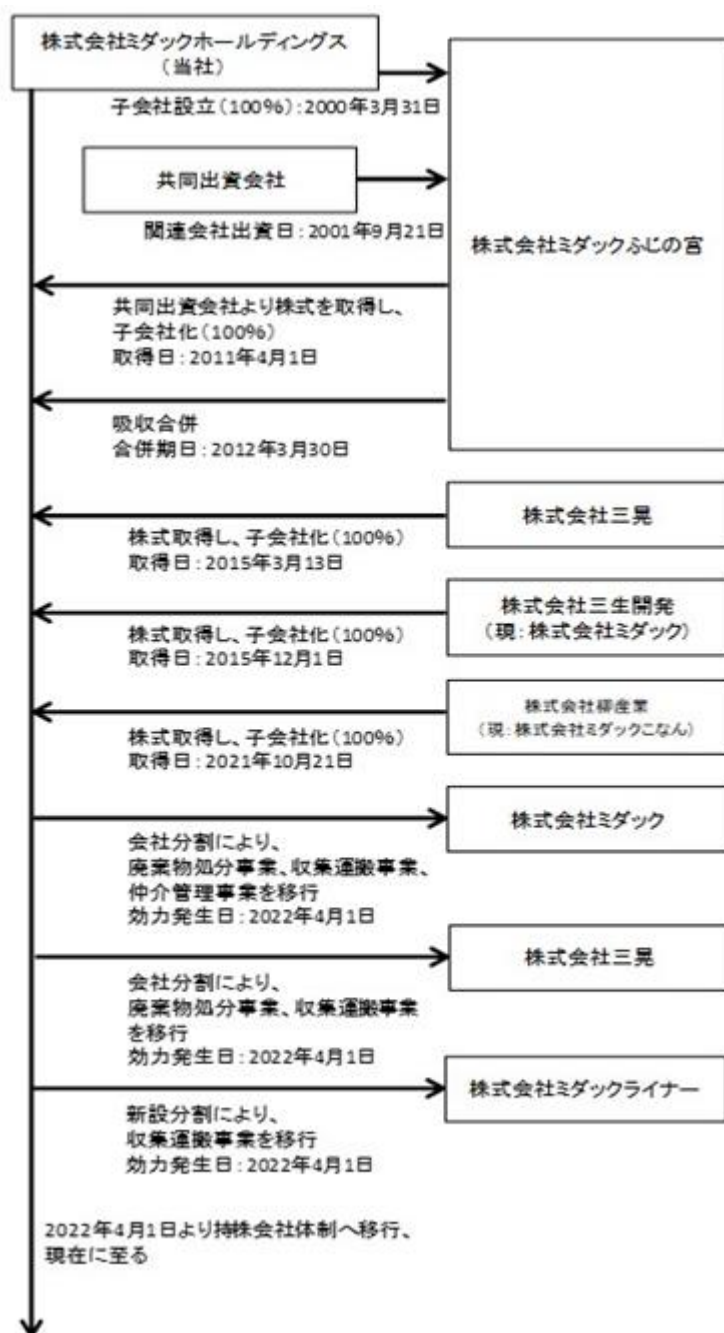 株式会社ミダックホールディングス
（当社）
子会社設立（100%）：2000年3月31日
共同出資会社
関連会社出資日：2001年9月21日
株式会社ミダックふじの宮
共同出資会社より株式を取得し、
子会社化（100%）
取得日：2011年4月1日
吸収合併
合併期日：2012年3月30日
株式会社三晃
株式取得し、子会社化（100%）
取得日：2015年3月13日
株式会社三生開発
（現：株式会社ミダック）
株式取得し、子会社化（100%）
取得日：2015年12月1日
株式会社柳産業
（現：株式会社ミダックこなん）
株式取得し、子会社化（100%）
取得日：2021年10月21日
株式会社ミダック
会社分割により、
廃棄物処分事業、収集運搬事業、
仲介管理事業を移行
効力発生日：2022年4月1日
株式会社三晃
会社分割により、
廃棄物処分事業、収集運搬事業
を移行
効力発生日：2022年4月1日
株式会社ミダックライナー
新設分割により、
収集運搬事業を移行
効力発生日：2022年4月1日
2022年4月1日より持株会社体制へ移行、
現在に至る